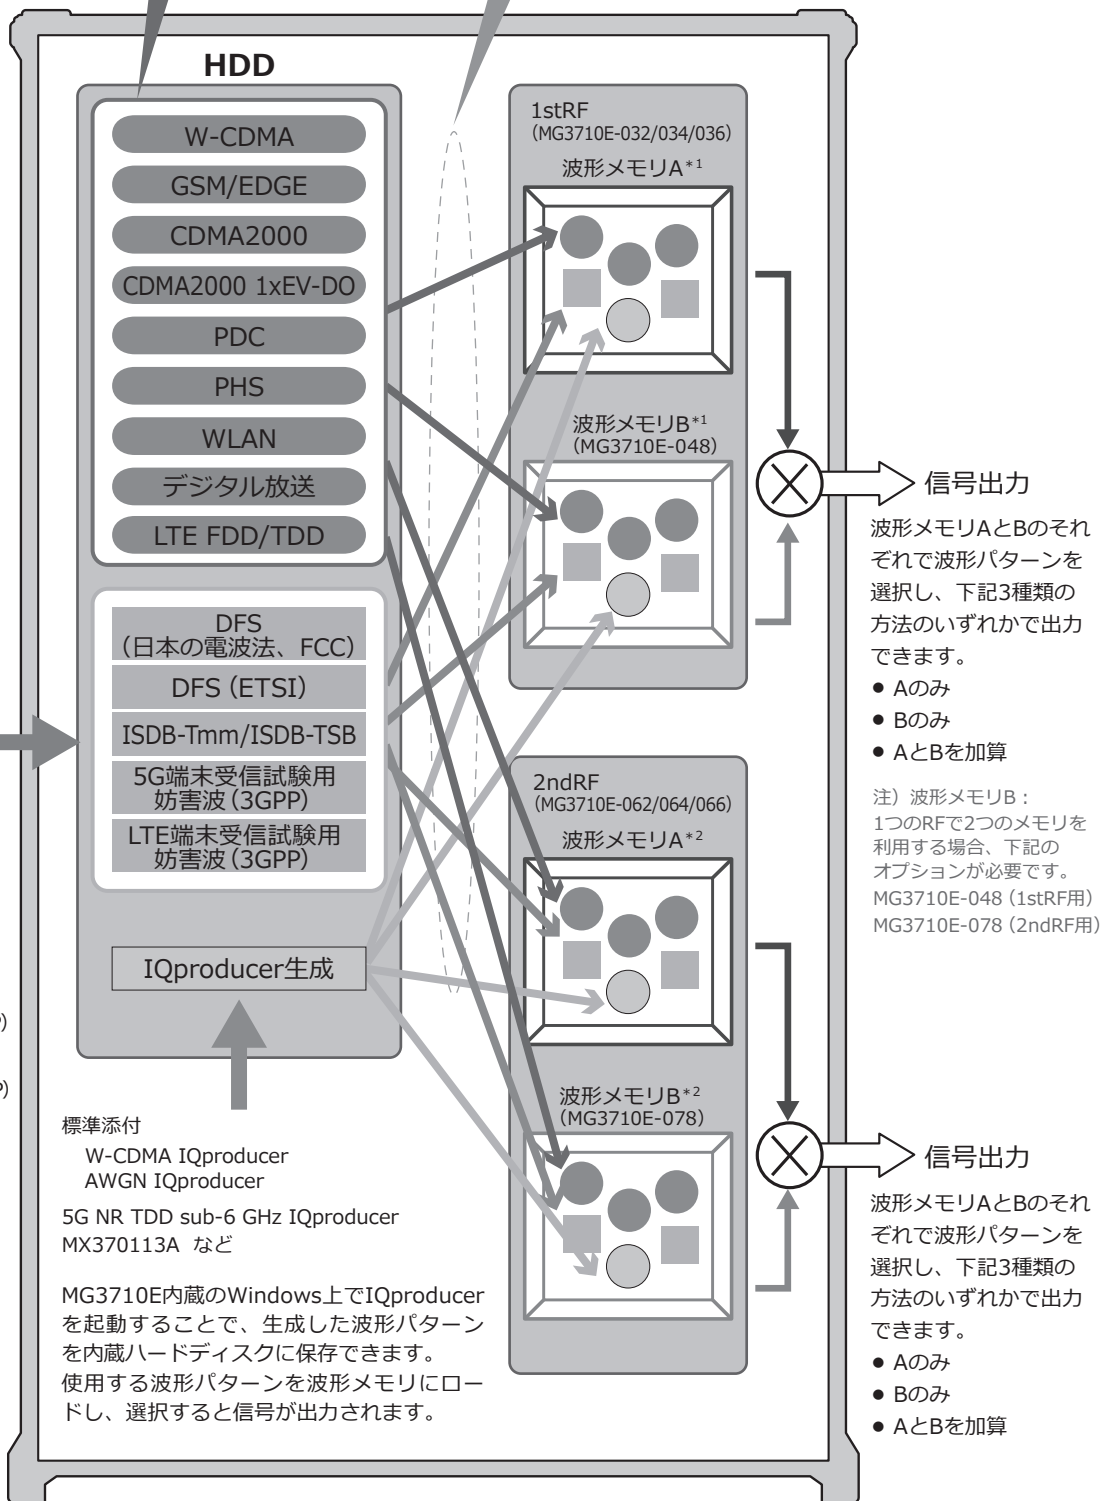 HDD
W-CDMA
GSM/EDGE
CDMA2000
CDMA2000 1xEV-DO
PDC
PHS
WLAN
デジタル放送
LTE FDD/TDD
DFS
（日本の電波法、FCC）
DFS（ETSI）
ISDB-Tmm/ISDB-TSB
5G端末受信試験用
妨害波（3GPP）
LTE端末受信試験用
妨害波（3GPP）
IQproducer生成
標準添付
W-CDMA IQproducer
AWGN IQproducer
5G NR TDD sub-6 GHz IQproducer
MX370113A など
MG3710E内蔵のWindows上でIQproducer
を起動することで、生成した波形パターン
を内蔵ハードディスクに保存できます。
使用する波形パターンを波形メモリにロー
ドし、選択すると信号が出力されます。
1stRF
（MG3710E-032/034/036）
波形メモリA*1
波形メモリB*1
（MG3710E-048）
2ndRF
（MG3710E-062/064/066）
波形メモリA*2
波形メモリB*2
（MG3710E-078）
信号出力
波形メモリAとBのそれ
ぞれで波形パターンを
選択し、下記3種類の
方法のいずれかで出力
できます。
● Aのみ
● Bのみ
● AとBを加算
注）波形メモリB：
1つのRFで2つのメモリを
利用する場合、下記の
オプションが必要です。
MG3710E-048（1stRF用）
MG3710E-078（2ndRF用）
信号出力
波形メモリAとBのそれ
ぞれで波形パターンを
選択し、下記3種類の
方法のいずれかで出力
できます。
● Aのみ
● Bのみ
● AとBを加算